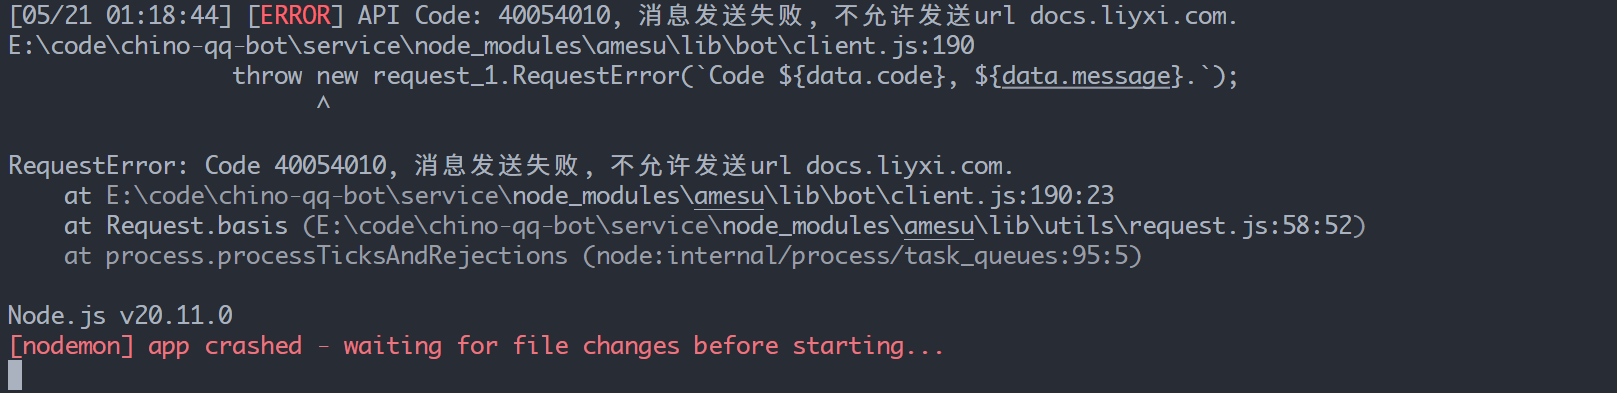 [05/21 01:18:44] [ERROR] API Code: 40054010, 消息发送失败, 不允许发送url docs.liyxi.com.
E:\code\chino-qq-bot\service\node_modules\amesu\lib\bot\client.js:190
throw new request_1.RequestError(`Code ${data.code}, ${data.message}.`);
^
RequestError: Code 40054010, 消息发送失败, 不允许发送url docs.liyxi.com.
at E:\code\chino-qq-bot\service\node_modules\amesu\lib\bot\client.js:190:23
at Request.basis (E:\code\chino-qq-bot\service\node_modules\amesu\lib\utils\request.js:58:52)
at process.processTicksAndRejections (node:internal/process/task_queues:95:5)
Node.js v20.11.0
[nodemon] app crashed - waiting for file changes before starting...